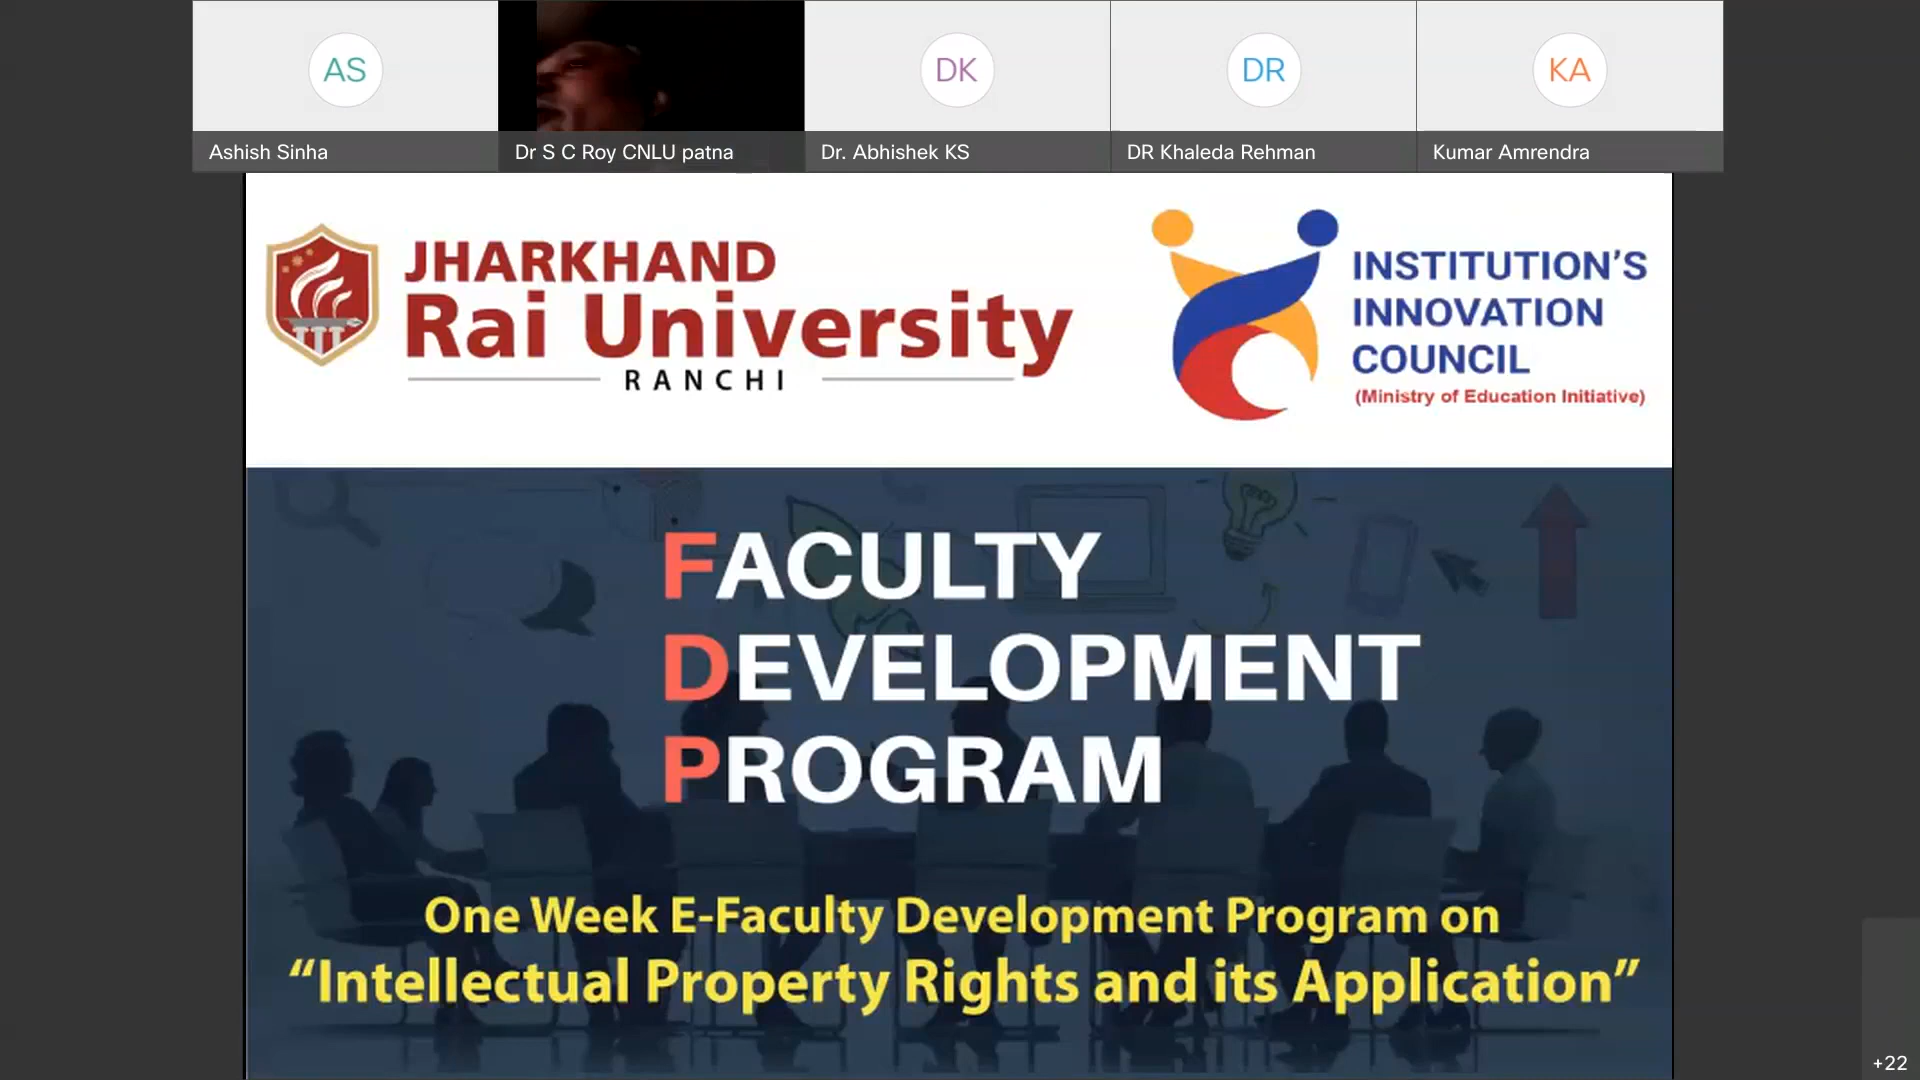 AS
DK
DR
KA
Ashish Sinha
Dr S C Roy CNLU patna
Dr. Abhishek KS
DR Khaleda Rehman
Kumar Amrendra
JHARKHAND
Rai University
RANCHI
INSTITUTION’S
INNOVATION
COUNCIL
(Ministry of Education Initiative)
FACULTY
DEVELOPMENT
PROGRAM
One Week E-Faculty Development Program on
“Intellectual Property Rights and its Application”
+22